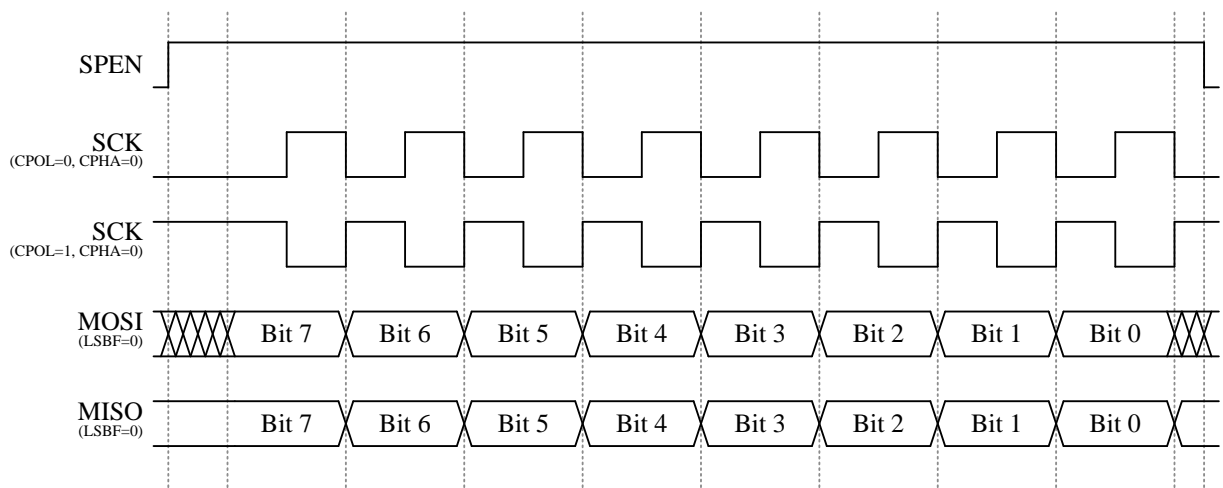 SPEN
SCK
(CPOL=0, CPHA=0)
SCK
(CPOL=1, CPHA=0)
MOSI
(LSBF=0)
Bit 7 Bit 6 Bit 5 Bit 4 Bit 3 Bit 2 Bit 1 Bit 0
MISO
(LSBF=0)
Bit 7 Bit 6 Bit 5 Bit 4 Bit 3 Bit 2 Bit 1 Bit 0